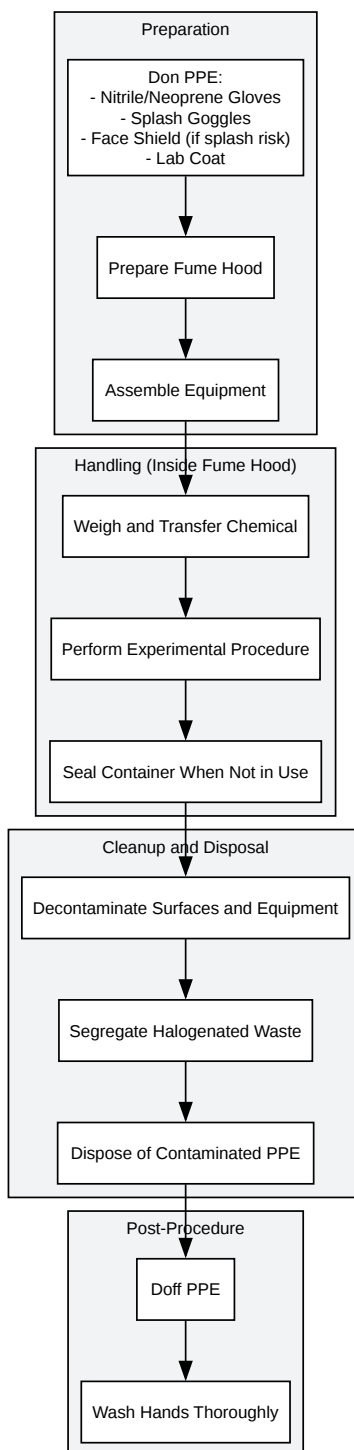 Preparation
Don PPE:
- Nitrile/Neoprene Gloves
- Splash Goggles
- Face Shield (if splash risk)
- Lab Coat
Prepare Fume Hood
Assemble Equipment
Handling (Inside Fume Hood)
Weigh and Transfer Chemical
Perform Experimental Procedure
Seal Container When Not in Use
Cleanup and Disposal
Decontaminate Surfaces and Equipment
Segregate Halogenated Waste
Dispose of Contaminated PPE
Post-Procedure
Doff PPE
Wash Hands Thoroughly